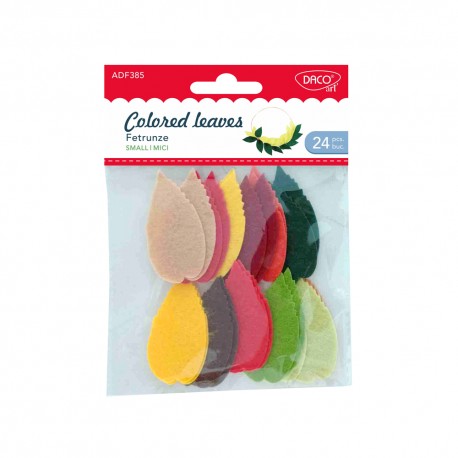 ADF385
DACO
art
Colored leaves
Fetrunze
SMALL I MICI
24 pcs.
buc.